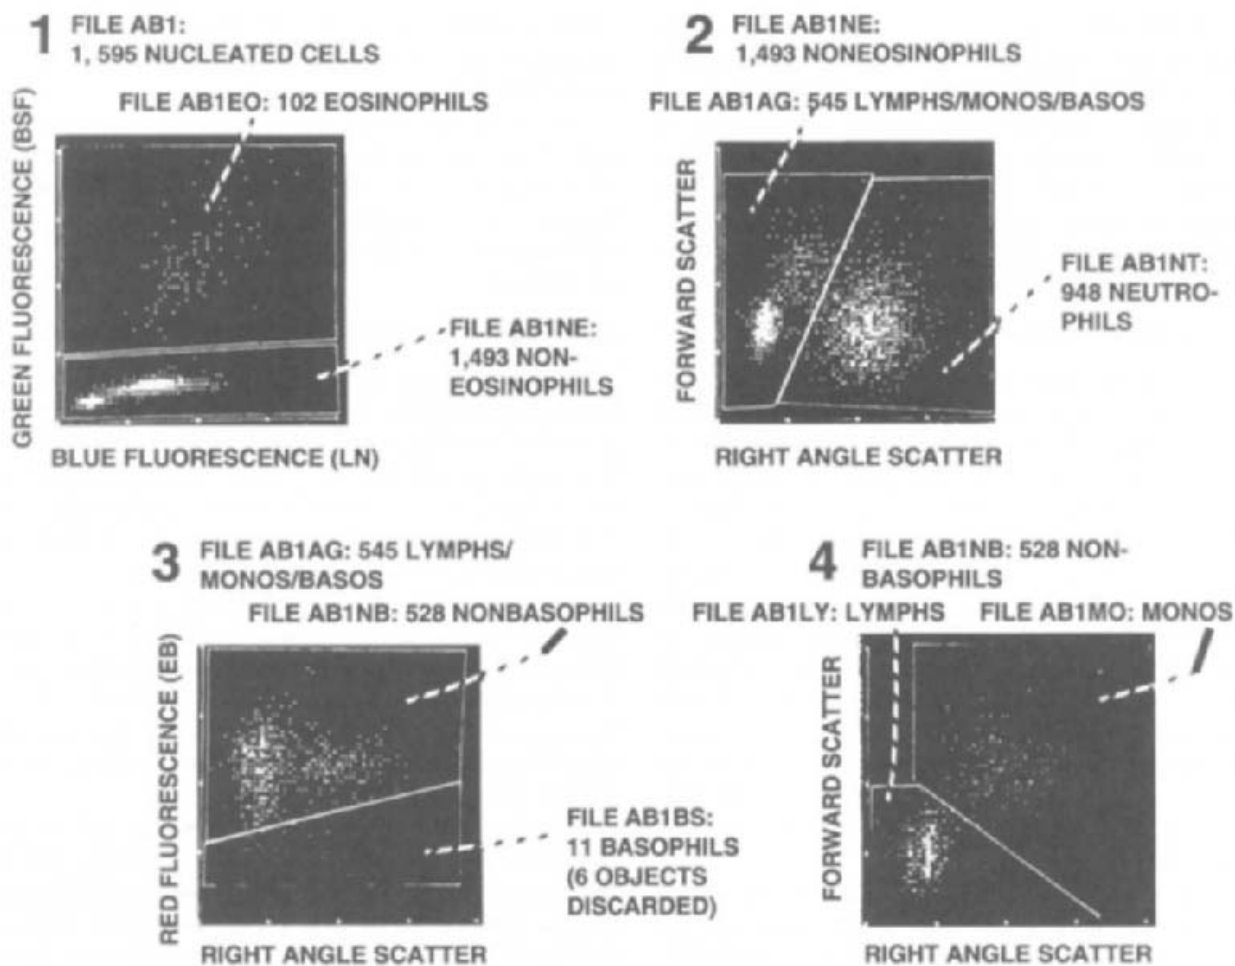 1 FILE AB1:
1, 595 NUCLEATED CELLS
FILE AB1EO: 102 EOSINOPHILS
GREEN FLUORESCENCE (BSF)
FILE AB1NE:
1,493 NON-
EOSINOPHILS
BLUE FLUORESCENCE (LN)
2 FILE AB1NE:
1,493 NONEOSINOPHILS
FILE AB1AG: 545 LYMPHS/MONOS/BASOS
FORWARD SCATTER
FILE AB1NT:
948 NEUTRO-
PHILS
RIGHT ANGLE SCATTER
3 FILE AB1AG: 545 LYMPHS/
MONOS/BASOS
FILE AB1NB: 528 NONBASOPHILS
RED FLUORESCENCE (EB)
FILE AB1BS:
11 BASOPHILS
(6 OBJECTS
DISCARDED)
RIGHT ANGLE SCATTER
4 FILE AB1NB: 528 NON-
BASOPHILS
FILE AB1LY: LYMPHS FILE AB1MO: MONOS
FORWARD SCATTER
RIGHT ANGLE SCATTER